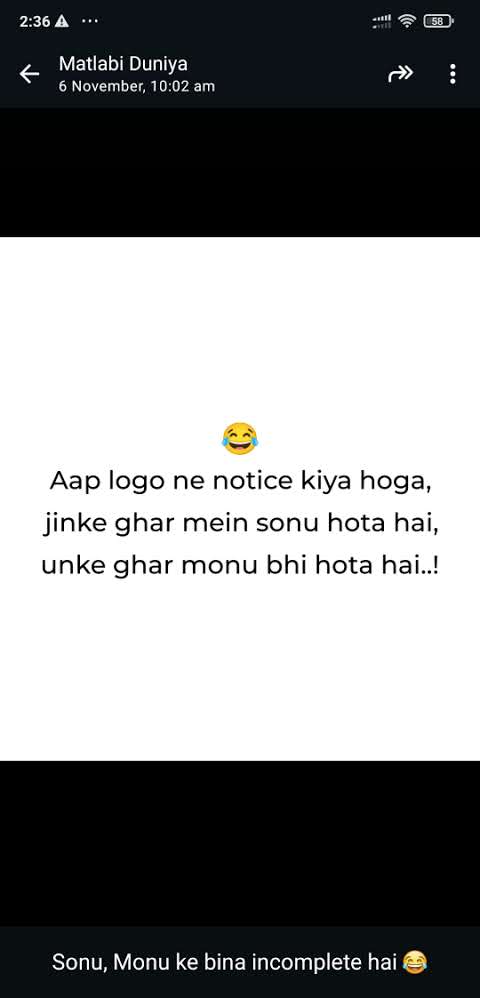 2:36
58
Matlabi Duniya
6 November, 10:02 am
😂
Aap logo ne notice kiya hoga,
jinke ghar mein sonu hota hai,
unke ghar monu bhi hota hai..!
Sonu, Monu ke bina incomplete hai 😂